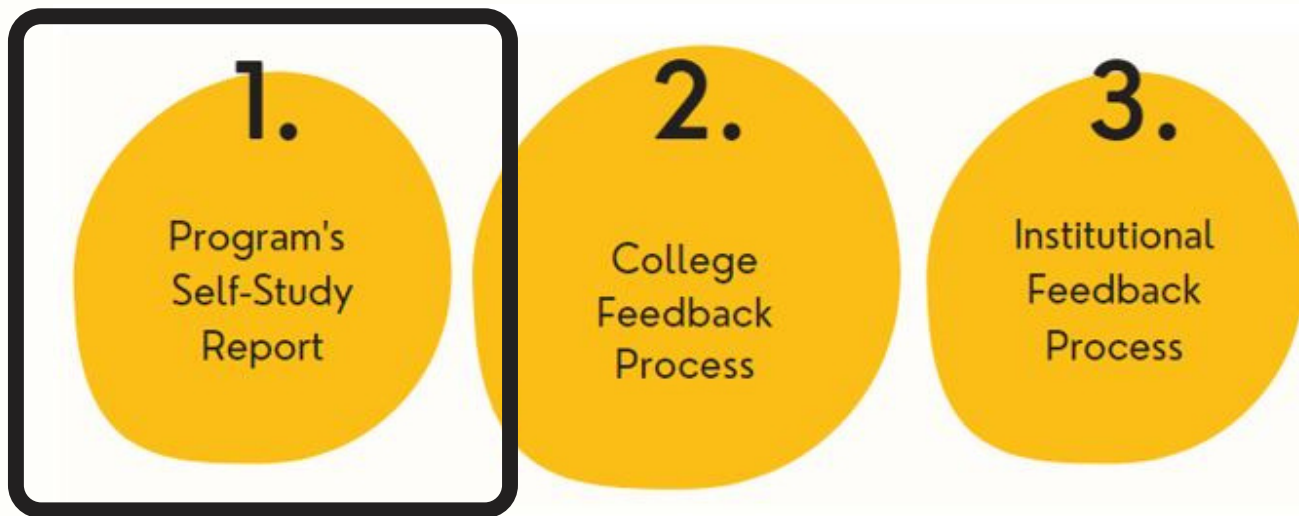 1.
Program's
Self-Study
Report
2.
College
Feedback
Process
3.
Institutional
Feedback
Process